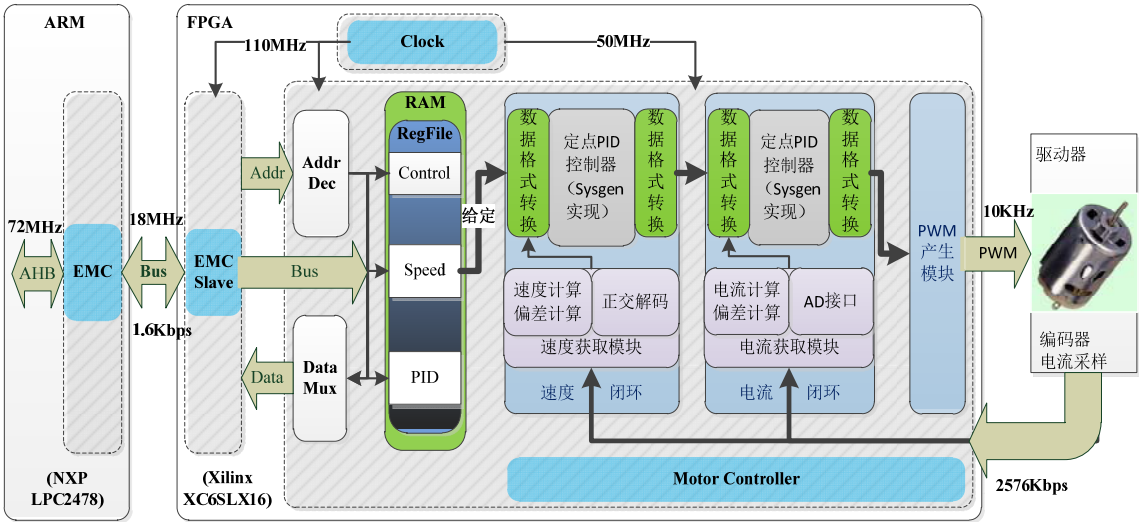 ARM
FPGA
110MHz
Clock
50MHz
RAM
RegFile
Addr
Dec
Control
给定
Speed
PID
Addr
Bus
Data
Data
Mux
72MHz
AHB
EMC
18MHz
Bus
1.6Kbps
EMC
Slave
数据格式转换
定点PID
控制器
（Sysgen
实现）
数据格式转换
速度计算
偏差计算
正交解码
速度获取模块
速度 闭环
数据格式转换
定点PID
控制器
（Sysgen
实现）
数据格式转换
电流计算
偏差计算
AD接口
电流获取模块
电流 闭环
PWM
产生
模块
10KHz
PWM
驱动器
编码器
电流采样
2576Kbps
Motor Controller
(NXP
LPC2478)
(Xilinx
XC6SLX16)